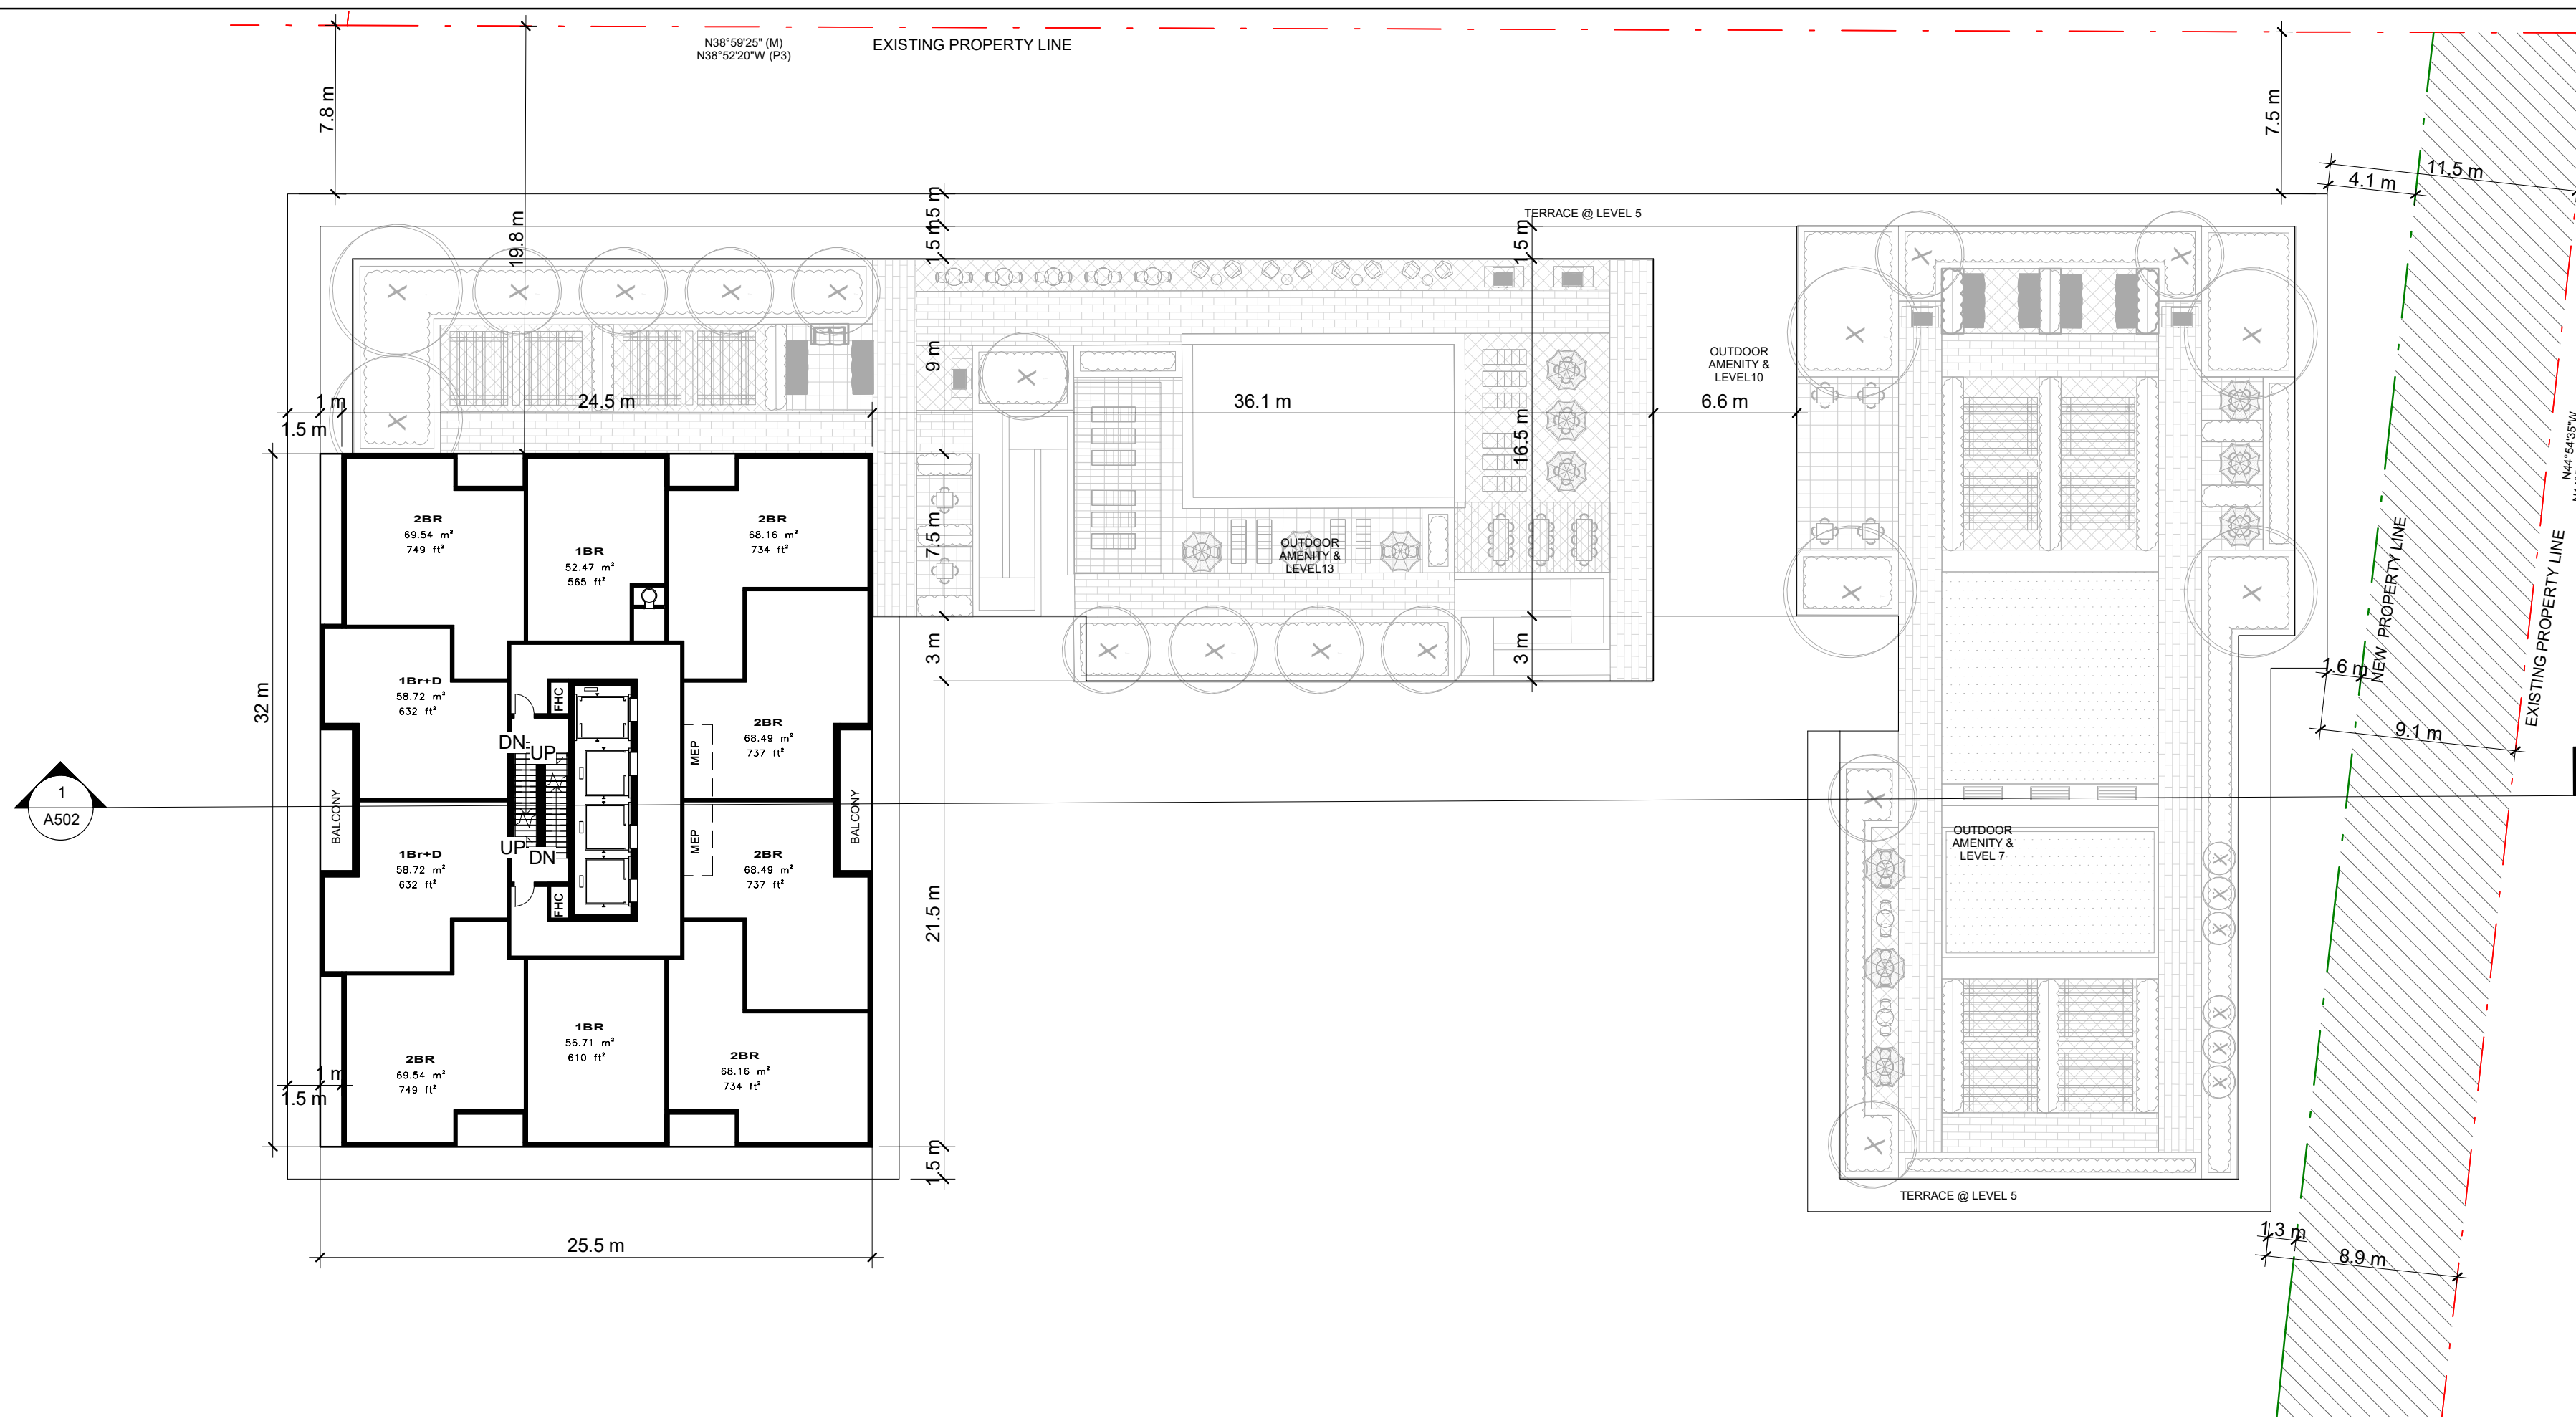 N38°59'25" (M)
N38°52'20"W (P3)
EXISTING PROPERTY LINE
7.8 m
19.8 m
7.5 m
11.5 m
4.1 m
1.5 m
1.5 m
1.5 m
TERRACE @ LEVEL 5
9 m
OUTDOOR
AMENITY &
LEVEL10
1 m
24.5 m
36.1 m
6.6 m
1.5 m
16.5 m
N44°54'35"W
2BR
69.54 m²
749 ft²
1BR
52.47 m²
565 ft²
2BR
68.16 m²
734 ft²
7.5 m
OUTDOOR
AMENITY &
LEVEL13
NEW PROPERTY LINE
EXISTING PROPERTY LINE
3 m
3 m
1.6 m
32 m
1Br+D
58.72 m²
632 ft²
FHC
DN
UP
MEP
2BR
68.49 m²
737 ft²
9.1 m
1
A502
BALCONY
BALCONY
1Br+D
58.72 m²
632 ft²
UP
DN
FHC
MEP
2BR
68.49 m²
737 ft²
OUTDOOR
AMENITY &
LEVEL 7
21.5 m
2BR
69.54 m²
749 ft²
1BR
56.71 m²
610 ft²
2BR
68.16 m²
734 ft²
1 m
1.5 m
1.5 m
TERRACE @ LEVEL 5
25.5 m
1.3 m
8.9 m